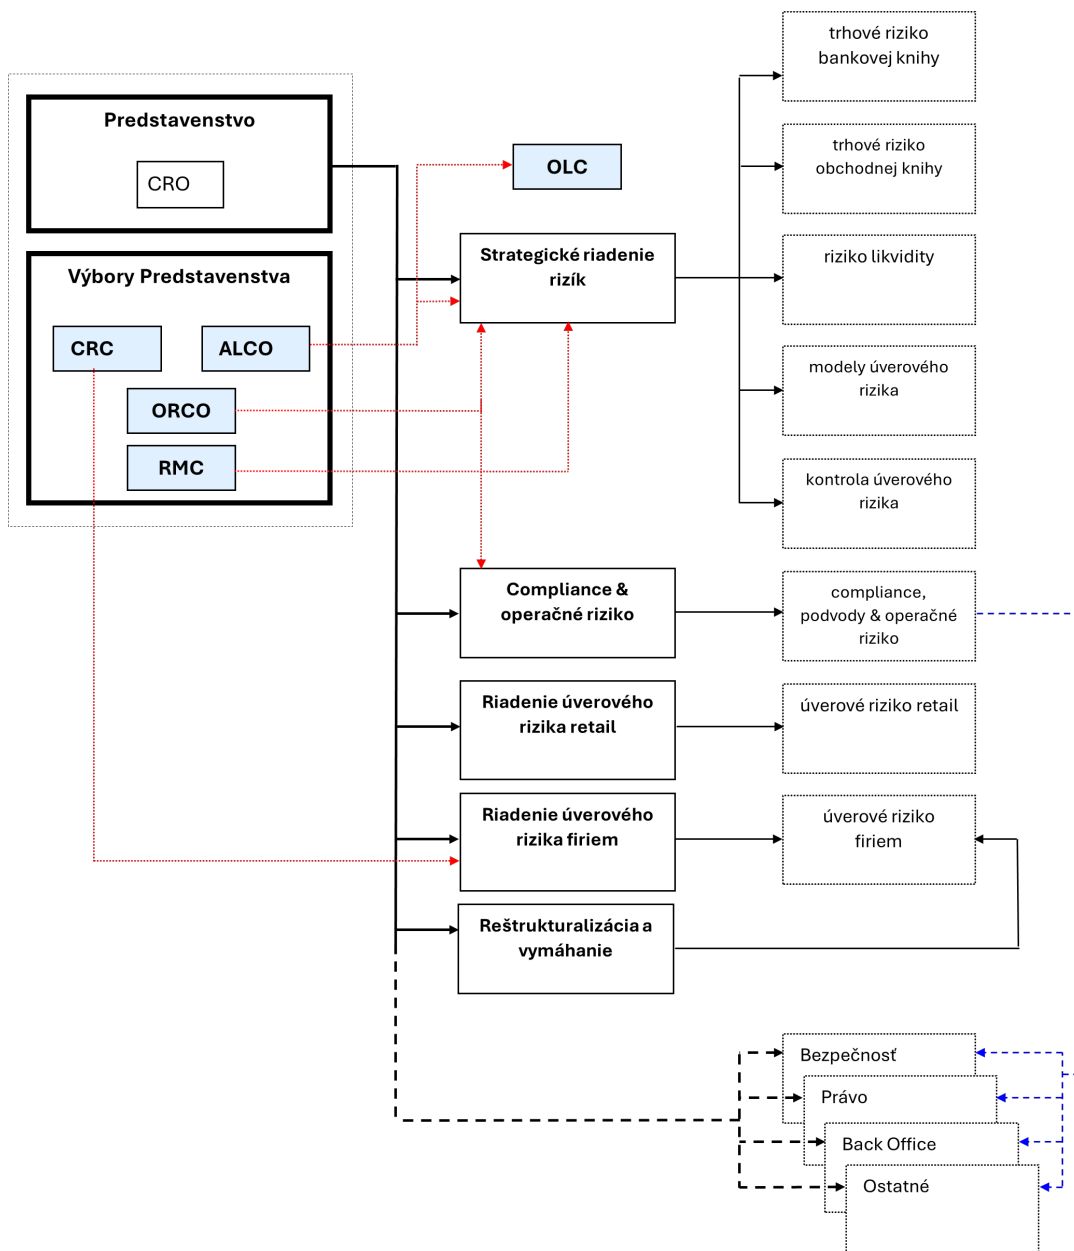 Predstavenstvo
CRO
Výbory Predstavenstva
CRC
ALCO
ORCO
RMC
OLC
Strategické riadenie
rizík
Compliance &
operačné riziko
Riadenie úverového
rizika retail
Riadenie úverového
rizika firiem
Reštrukturalizácia a
vymáhanie
trhové riziko
bankovej knihy
trhové riziko
obchodnej knihy
riziko likvidity
modely úverového
rizika
kontrola úverového
rizika
compliance,
podvody & operačné
riziko
úverové riziko retail
úverové riziko
firiem
Bezpečnosť
Právo
Back Office
Ostatné